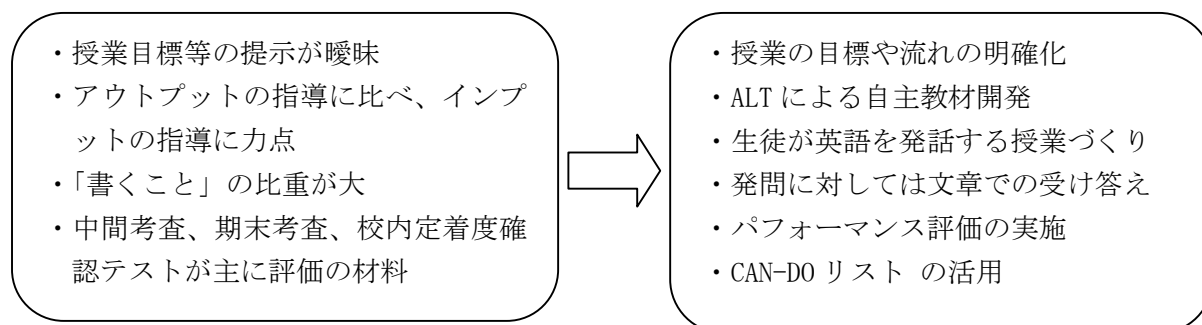 ・授業目標等の提示が曖昧
・アウトプットの指導に比べ、インプ
ットの指導に力点
・「書くこと」の比重が大
・中間考査、期末考査、校内定着度確
認テストが主に評価の材料
・授業の目標や流れの明確化
・ALT による自主教材開発
・生徒が英語を発話する授業づくり
・発問に対しては文章での受け答え
・パフォーマンス評価の実施
・CAN-DO リスト の活用